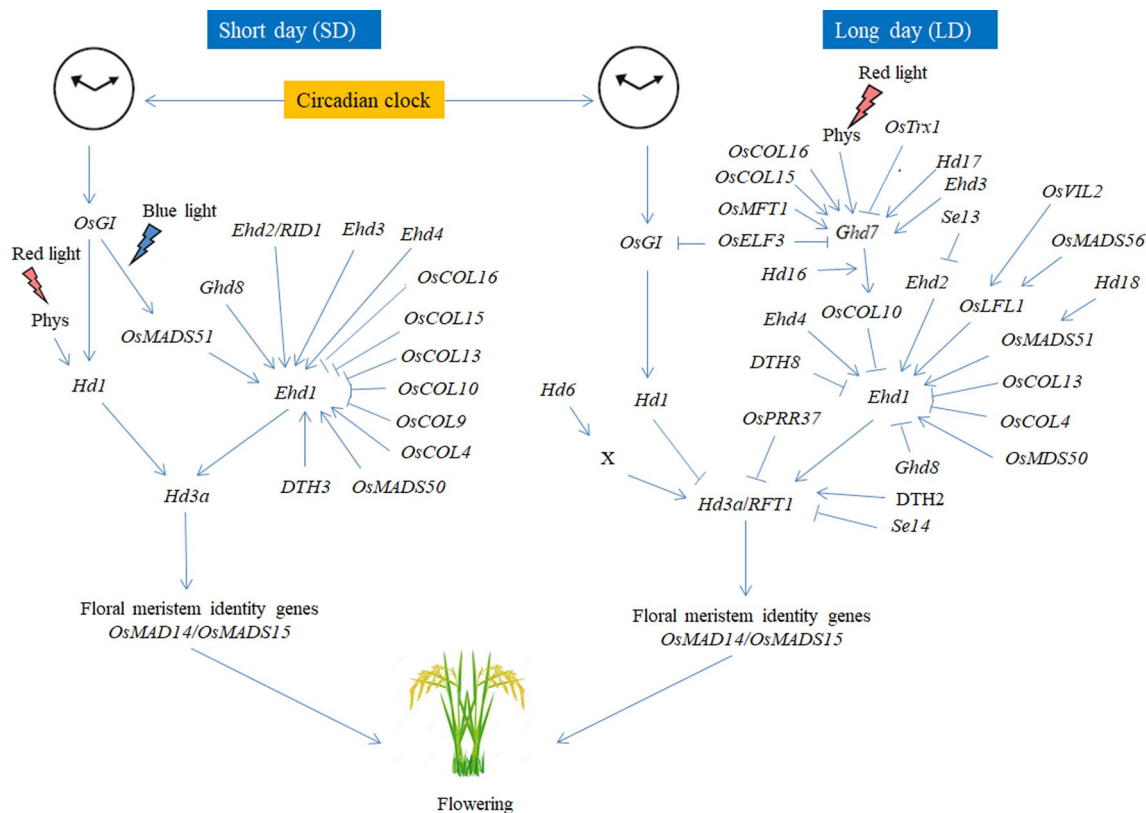 Short day (SD)
Long day (LD)
Circadian clock
Red light
Phys
OsTrx1
OsCOL16
OsCOL15
OsMFT1
Hd17
Ehd3
Se13
OsVIL2
OsGI
Blue light
Red light
Phys
Ehd2/RID1
Ehd3
Ehd4
OsCOL16
Ghd8
OsCOL15
OsMADS51
OsCOL13
Hd1
Ehd1
OsCOL10
OsCOL9
OsCOL4
DTH3
OsMADS50
Hd3a
Floral meristem identity genes
OsMAD14/OsMADS15
OsGI
OsELF3
Ghd7
OsMADS56
Hd16
Ehd2
OsLFL1
Hd18
Ehd4
OsCOL10
OsMADS51
DTH8
OsCOL13
Hd6
Hd1
Ehd1
OsPRR37
OsCOL4
X
Ghd8
OsMDS50
Hd3a/RFT1
DTH2
Se14
Floral meristem identity genes
OsMAD14/OsMADS15
Flowering